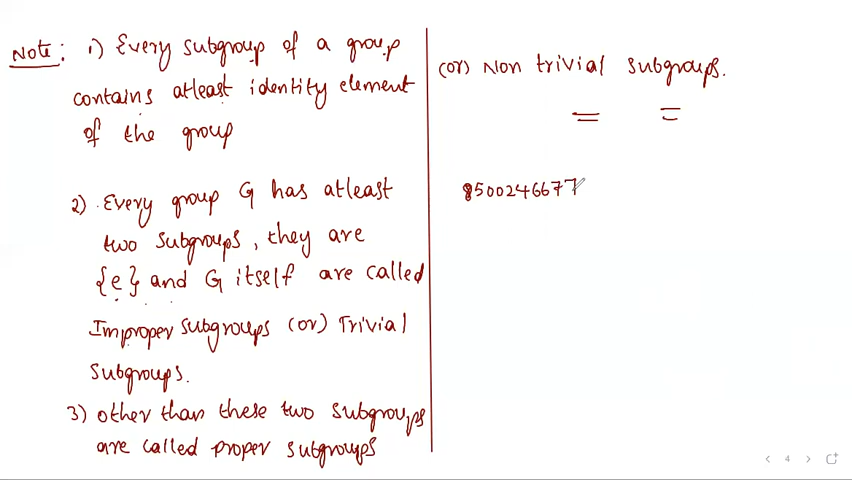 Note: 1) Every subgroup of a group
contains atleast identity element
of the group
2) Every group G has atleast
two subgroups, they are
{e} and G itself are called
Improper subgroups (or) Trivial
subgroups.
3) other than these two subgroups
are called proper subgroups
(or) Non trivial subgroups.
8500246677
4